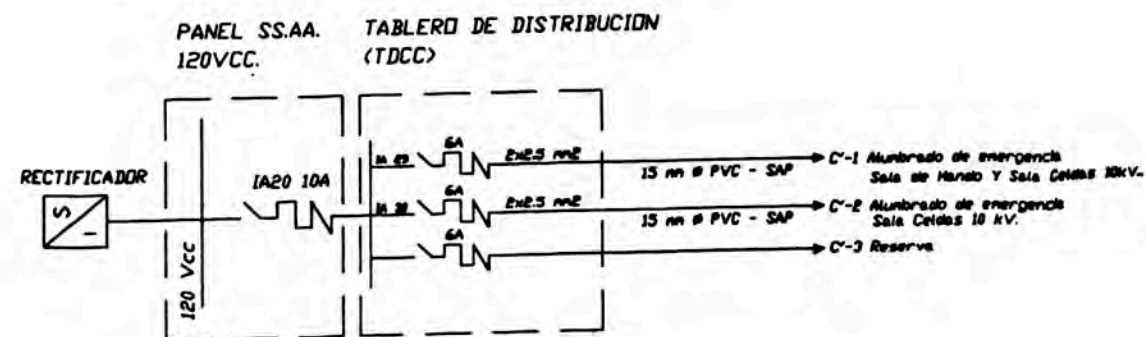 PANEL SS.AA.
120VCC.
TABLERO DE DISTRIBUCION
(TDCC)
RECTIFICADOR
S
120 Vcc
IA20 10A
6A
2x2.5 mm2
15 mm Ø PVC - SAP
C'-1 Alumbrado de emergencia
Sala de Mando Y Sala Celdas 10kV.
6A
2x2.5 mm2
15 mm Ø PVC - SAP
C'-2 Alumbrado de emergencia
Sala Celdas 10 kV.
6A
C'-3 Reserva